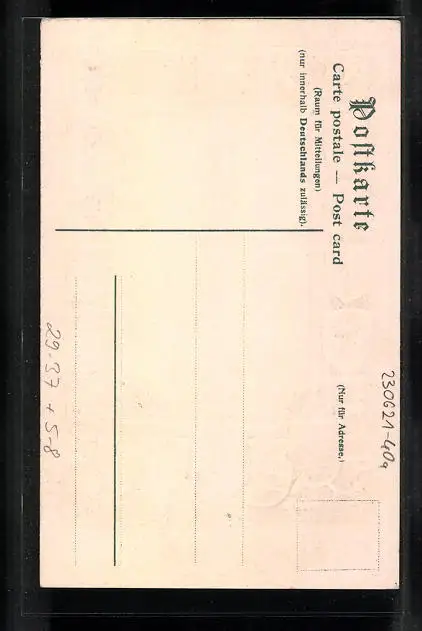 Postkarte
Carte postale — Post card
(Raum für Mitteilungen)
(nur innerhalb Deutschlands zulässig).
(Nur für Adresse.)
230621-40a
29-37 + 5-8